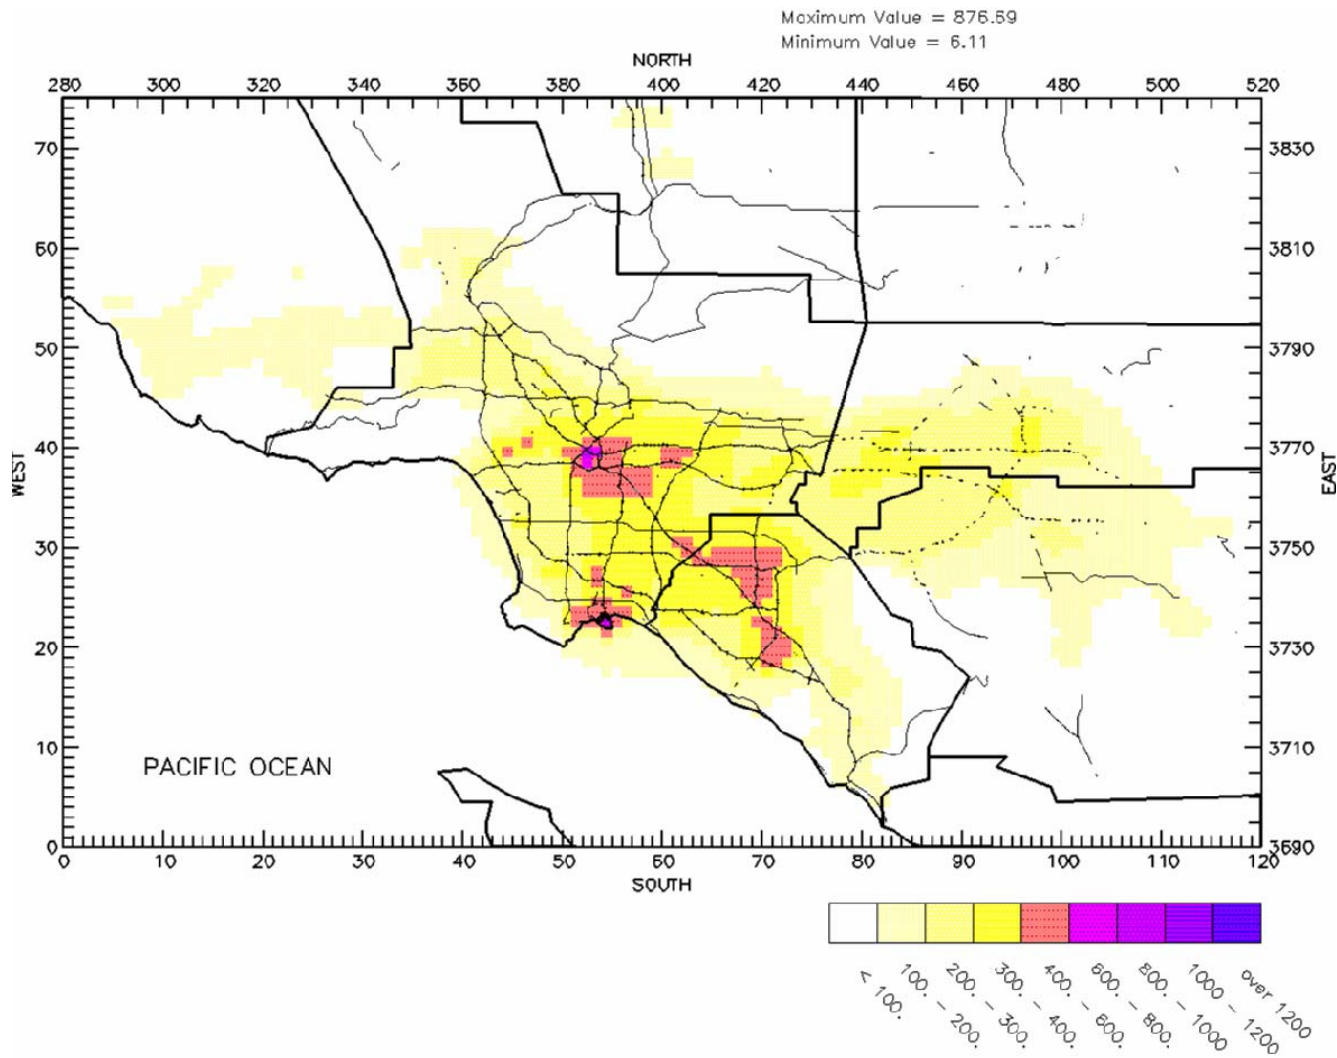 Maximum Value = 876.59
Minimum Value = 6.11
NORTH
280 300 320 340 360 380 400 420 440 460 480 500 520
70 3830
60 3810
50 3790
40 3770
WEST EAST
30 3750
20 3730
10 3710
PACIFIC OCEAN
0 3690
0 10 20 30 40 50 60 70 80 90 100 110 120
SOUTH
< 100.
100. - 200.
200. - 300.
300. - 400.
400. - 600.
600. - 800.
800. - 1000
1000 - 1200
over 1200